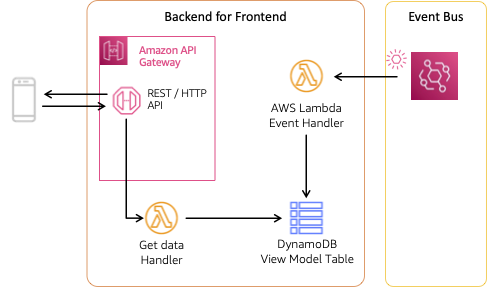 Backend for Frontend
Event Bus
Amazon API
Gateway
REST / HTTP
API
AWS Lambda
Event Handler
Get data
Handler
DynamoDB
View Model Table